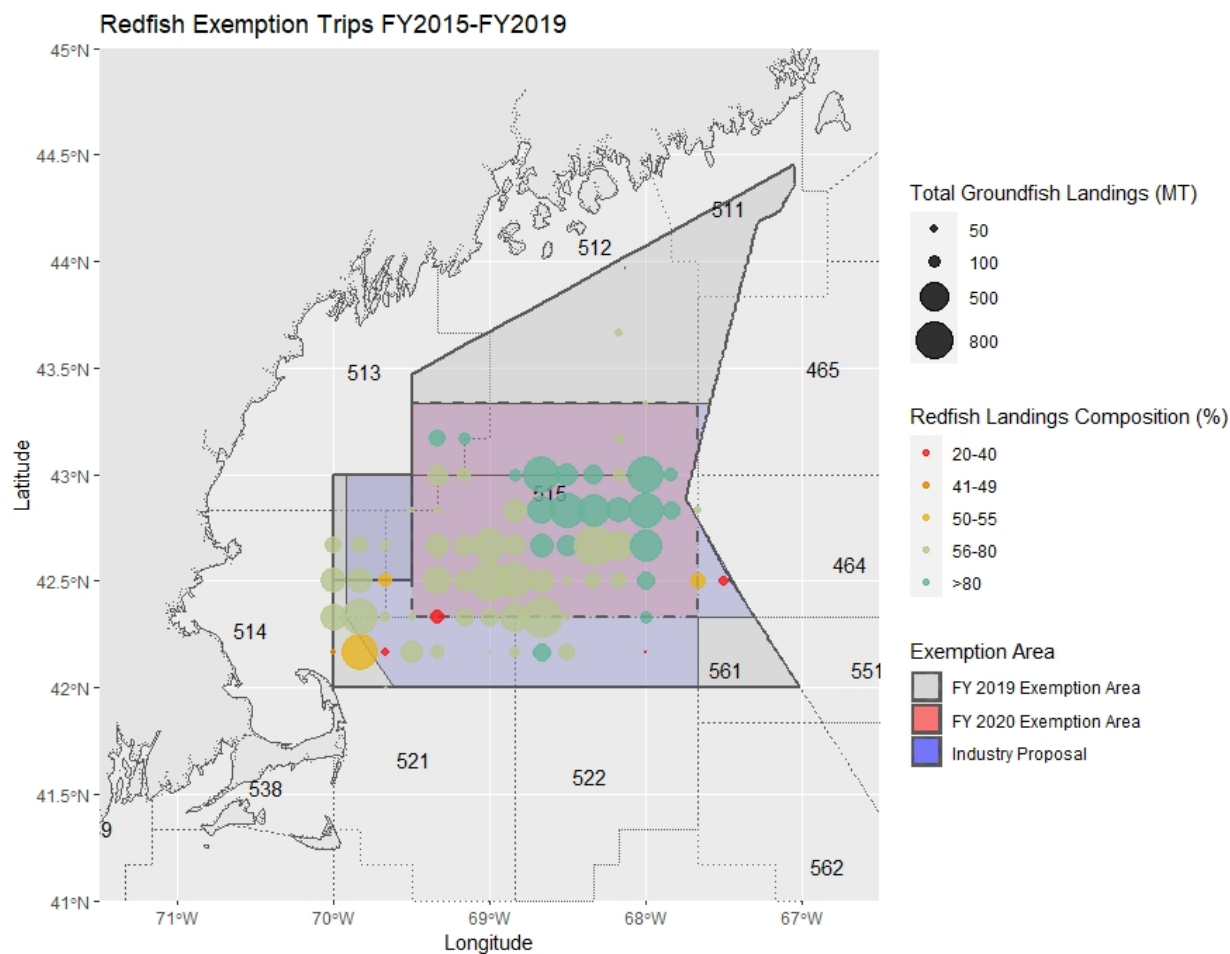 Redfish Exemption Trips FY2015-FY2019
45°N
44.5°N
44°N
43.5°N
43°N
42.5°N
42°N
41.5°N
41°N
Latitude
511
512
513
465
515
464
514
561
551
521
522
538
9
562
71°W
70°W
69°W
68°W
67°W
Longitude
Total Groundfish Landings (MT)
50
100
500
800
Redfish Landings Composition (%)
20-40
41-49
50-55
56-80
>80
Exemption Area
FY 2019 Exemption Area
FY 2020 Exemption Area
Industry Proposal